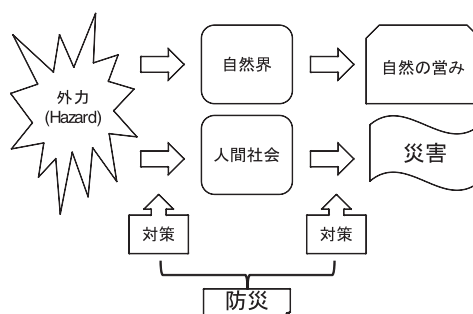 外力
(Hazard)
自然界
自然の営み
人間社会
災害
対策
対策
防災